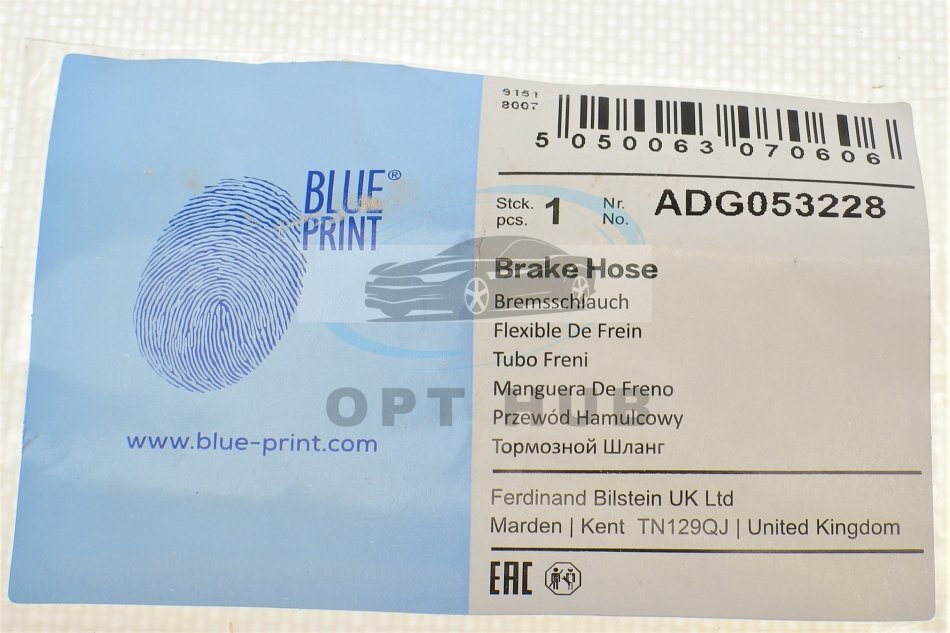 BLUE®
PRINT
www.blue-print.com
9151
8007
5 050063 070606
Stck. 1 Nr. ADG053228
pcs. No.
Brake Hose
Bremsschlauch
Flexible De Frein
Tubo Freni
Manguera De Freno
Przewód Hamulcowy
Тормозной Шланг
OPT HUB
Ferdinand Bilstein UK Ltd
Marden | Kent TN129QJ | United Kingdom
EAC